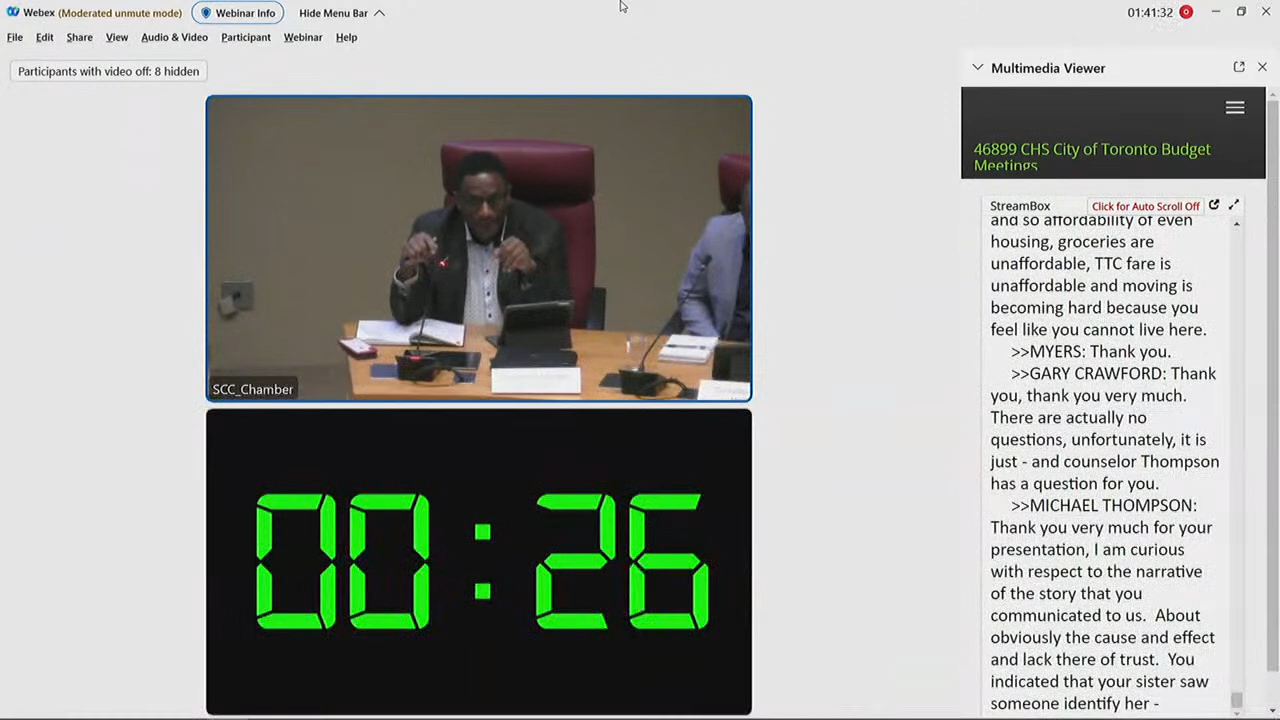 Webex (Moderated unmute mode) Webinar Info Hide Menu Bar 01:41:32
File Edit Share View Audio & Video Participant Webinar Help
Participants with video off: 8 hidden
SCC_Chamber
00:26
Multimedia Viewer
46899 CHS City of Toronto Budget
Meetings
StreamBox Click for Auto Scroll Off
and so affordability of even
housing, groceries are
unaffordable, TTC fare is
unaffordable and moving is
becoming hard because you
feel like you cannot live here.
>>MYERS: Thank you.
>>GARY CRAWFORD: Thank
you, thank you very much.
There are actually no
questions, unfortunately, it is
just - and counselor Thompson
has a question for you.
>>MICHAEL THOMPSON:
Thank you very much for your
presentation, I am curious
with respect to the narrative
of the story that you
communicated to us. About
obviously the cause and effect
and lack there of trust. You
indicated that your sister saw
someone identify her -